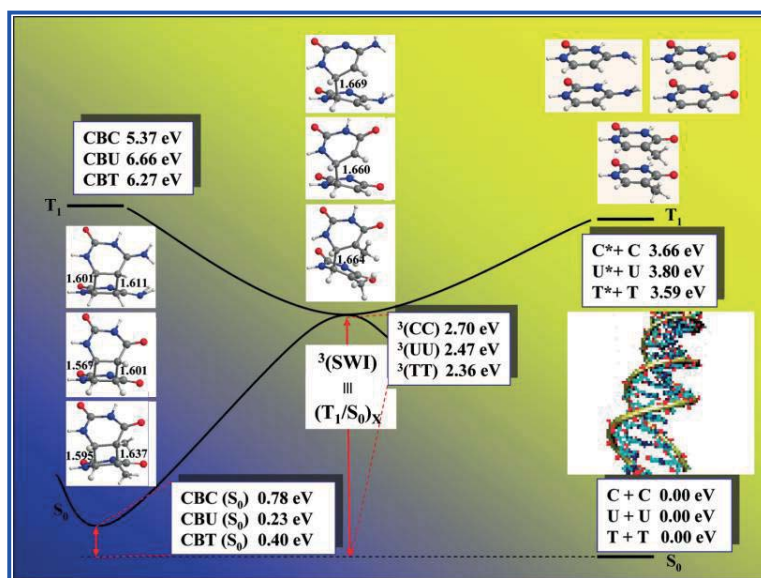 1.669
1.660
1.664
CBC 5.37 eV
CBU 6.66 eV
CBT 6.27 eV
T₁
1.601 1.611
1.567 1.601
1.595 1.637
T₁
C*+ C 3.66 eV
U*+ U 3.80 eV
T*+ T 3.59 eV
³(CC) 2.70 eV
³(UU) 2.47 eV
³(TT) 2.36 eV
³(SWI)
≡
(T₁/S₀)ₓ
S₀
CBC (S₀) 0.78 eV
CBU (S₀) 0.23 eV
CBT (S₀) 0.40 eV
C + C 0.00 eV
U + U 0.00 eV
T + T 0.00 eV
S₀